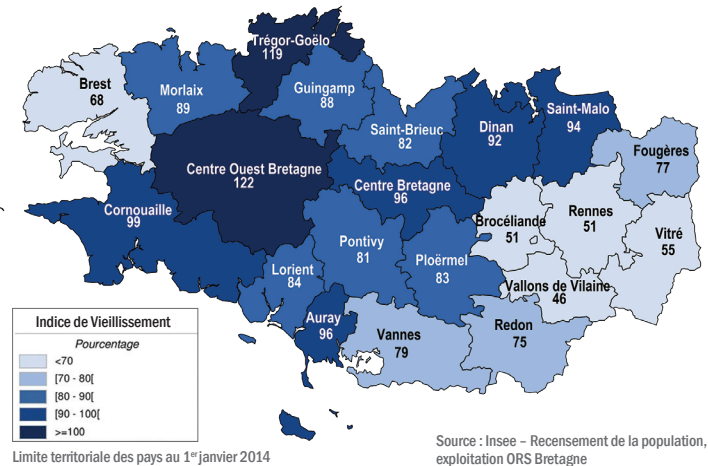 Trégor-Goëlo
119
Brest
68
Morlaix
89
Guingamp
88
Saint-Brieuc
82
Dinan
92
Saint-Malo
94
Fougères
77
Centre Ouest Bretagne
122
Centre Bretagne
96
Cornouaille
99
Brocéliande
51
Rennes
51
Vitré
55
Pontivy
81
Ploërmel
83
Lorient
84
Vallons de Vilaine
46
Auray
96
Vannes
79
Redon
75
Indice de Vieillissement
Pourcentage
<70
[70 - 80[
[80 - 90[
[90 - 100[
>=100
Limite territoriale des pays au 1er janvier 2014
Source : Insee – Recensement de la population,
exploitation ORS Bretagne